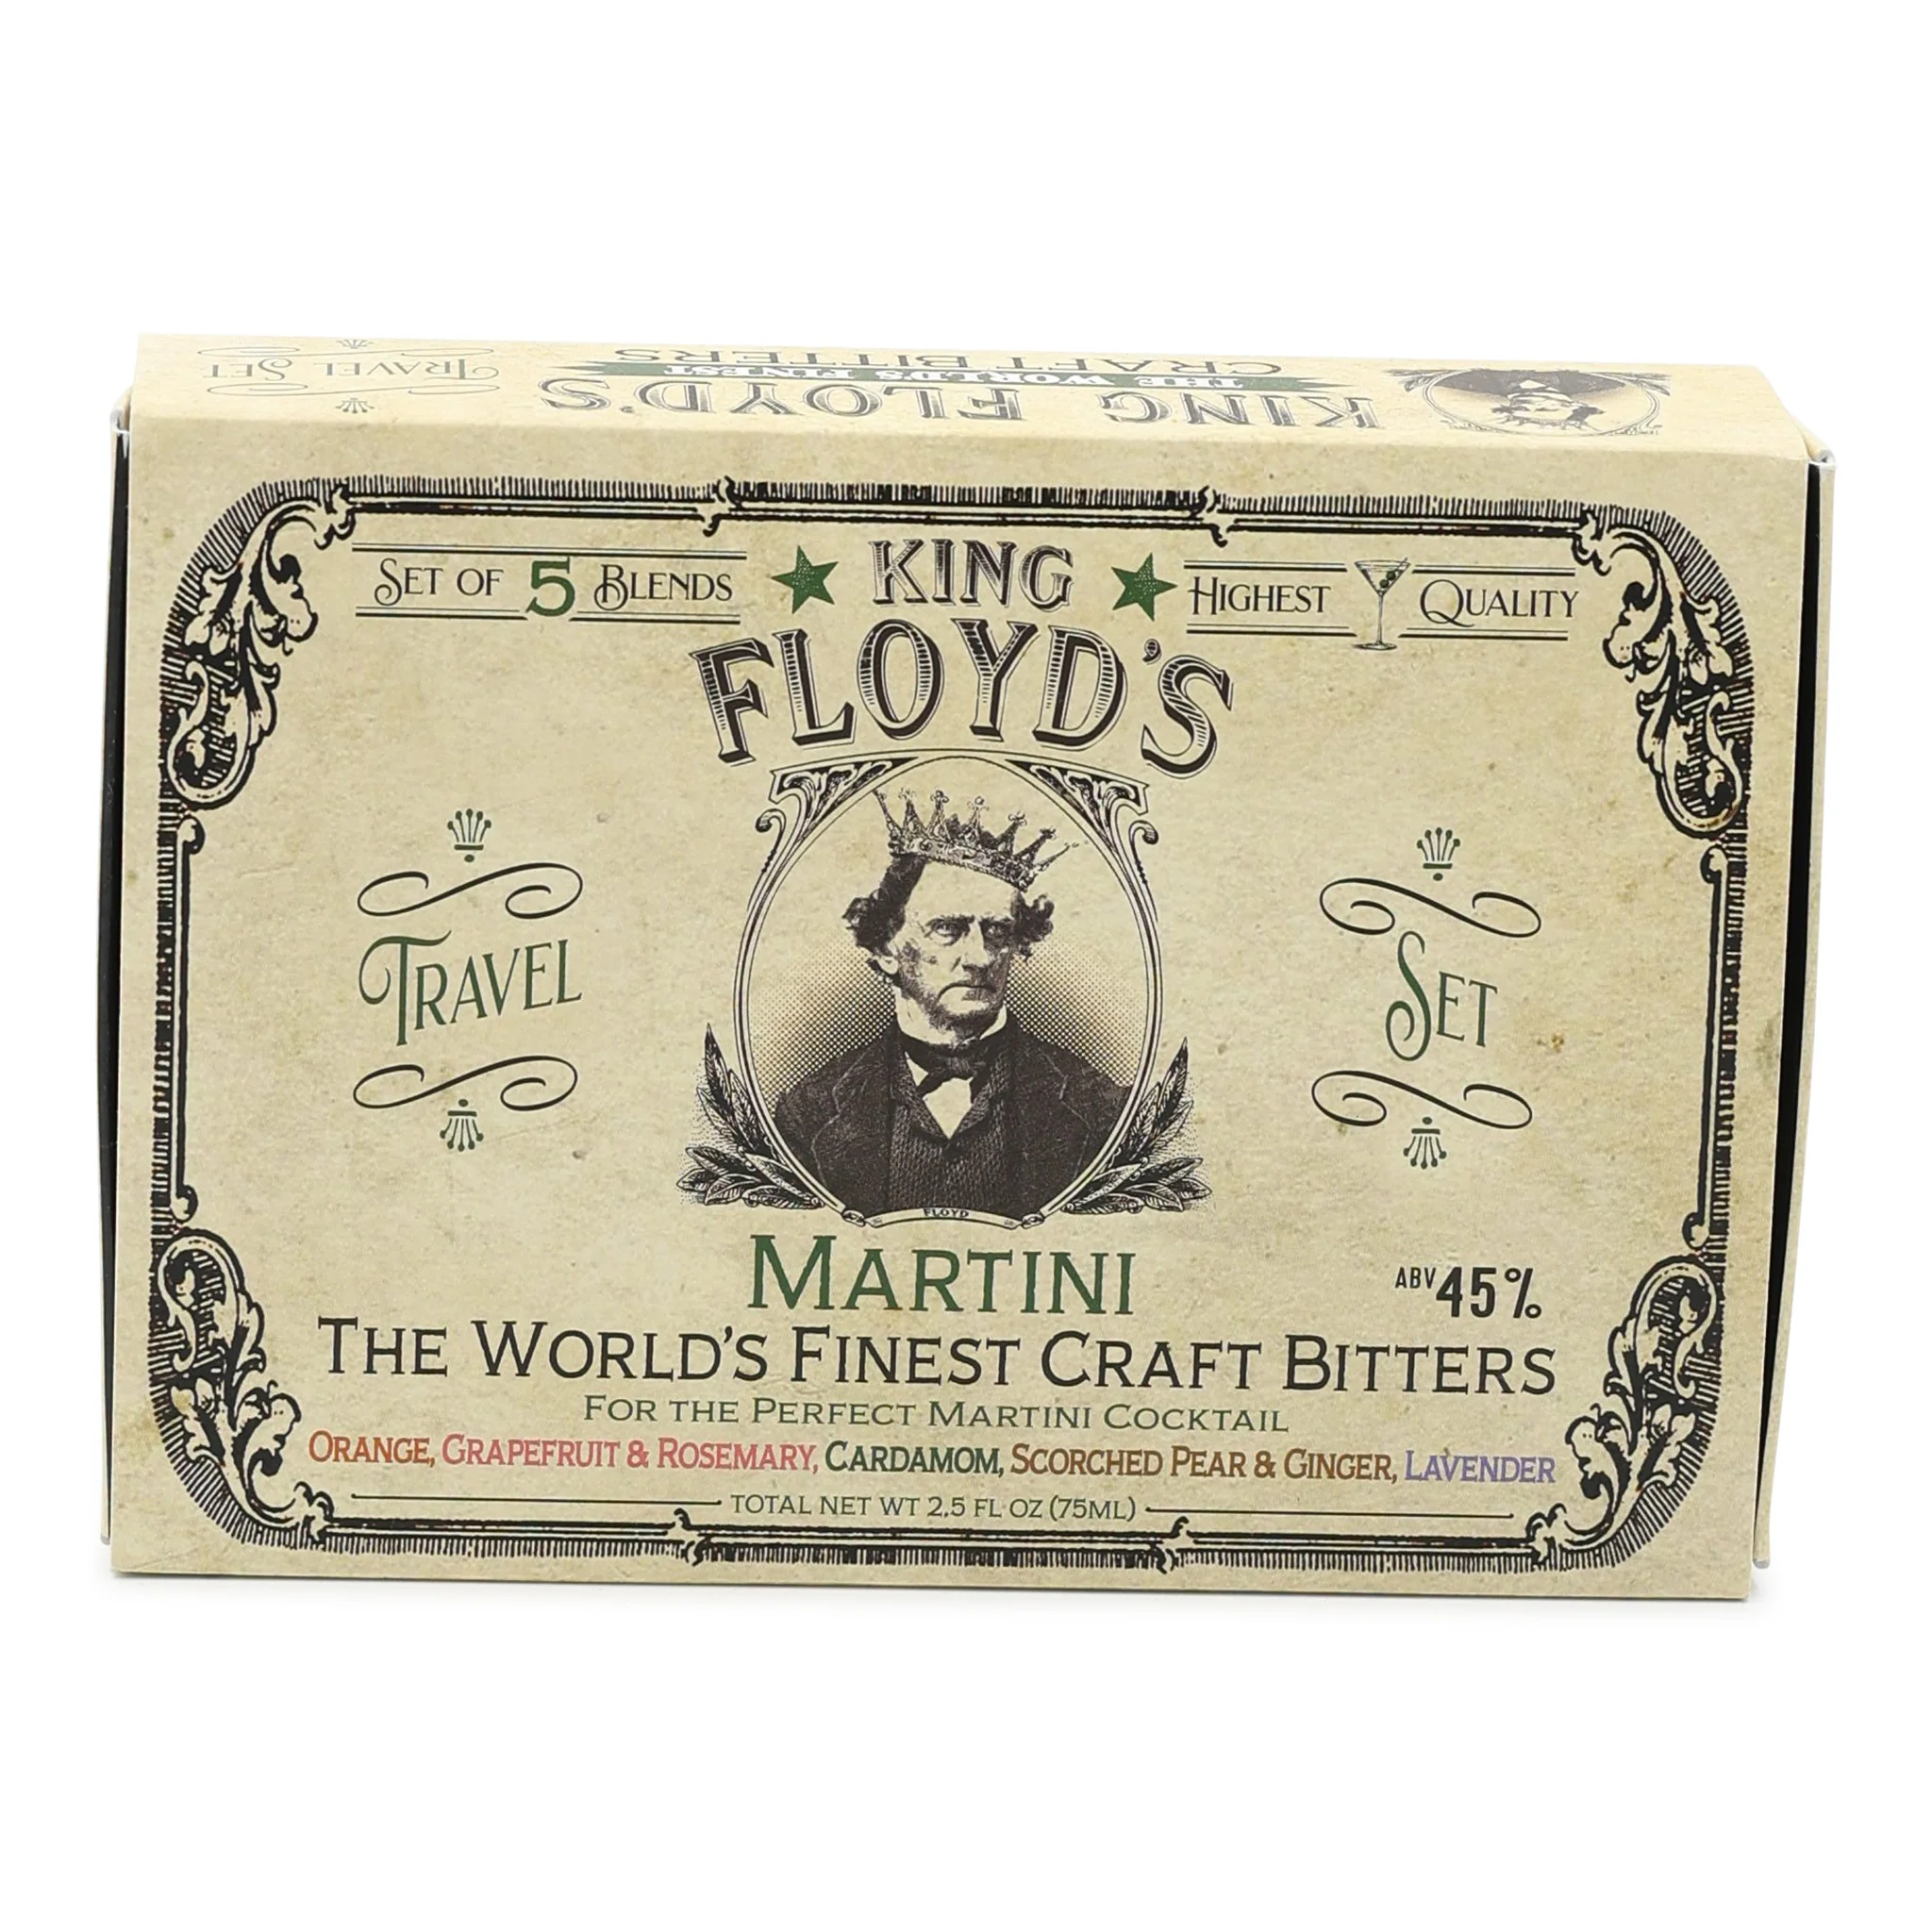 TRAVEL SET
CRAFT BITTERS
THE WORLD'S FINEST
KING FLOYD'S
SET OF 5 BLENDS
KING
HIGHEST QUALITY
FLOYD'S
TRAVEL
SET
FLOYD
MARTINI
ABV 45%
THE WORLD'S FINEST CRAFT BITTERS
FOR THE PERFECT MARTINI COCKTAIL
ORANGE, GRAPEFRUIT & ROSEMARY, CARDAMOM, SCORCHED PEAR & GINGER, LAVENDER
TOTAL NET WT 2.5 FL OZ (75ML)